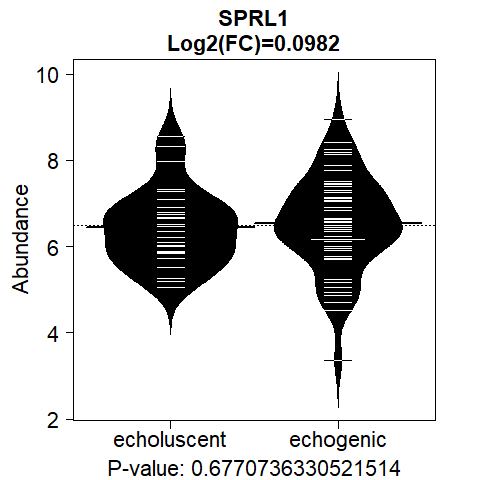 SPRL1
Log2(FC)=0.0982
10
8
6
4
2
Abundance
echoluscent echogenic
P-value: 0.6770736330521514